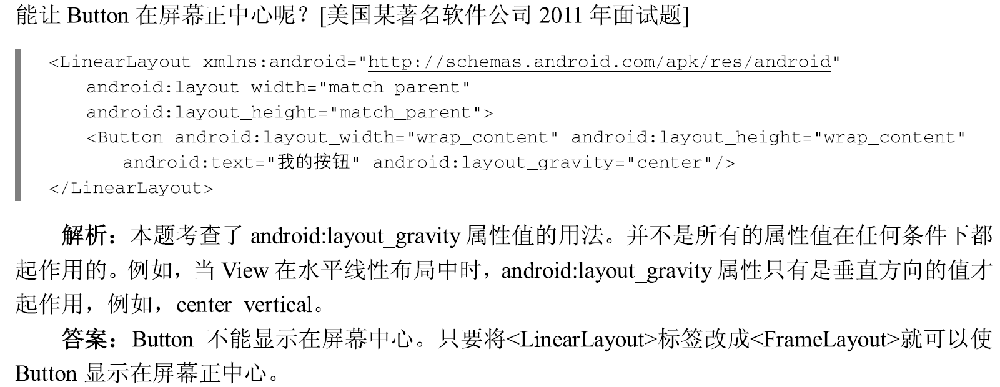 能让 Button 在屏幕正中心呢？[美国某著名软件公司 2011 年面试题]
<LinearLayout xmlns:android="http://schemas.android.com/apk/res/android"
android:layout_width="match_parent"
android:layout_height="match_parent">
<Button android:layout_width="wrap_content" android:layout_height="wrap_content"
android:text="我的按钮" android:layout_gravity="center"/>
</LinearLayout>
解析：本题考查了 android:layout_gravity 属性值的用法。并不是所有的属性值在任何条件下都
起作用的。例如，当 View 在水平线性布局中时，android:layout_gravity 属性只有是垂直方向的值才
起作用，例如，center_vertical。
答案：Button 不能显示在屏幕中心。只要将<LinearLayout>标签改成<FrameLayout>就可以使
Button 显示在屏幕正中心。